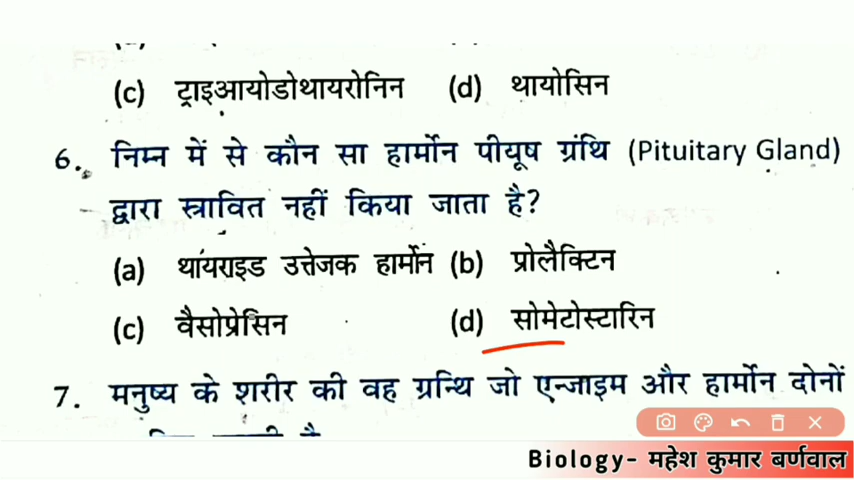 (c) ट्राइआयोडोथायरोनिन (d) थायोसिन
6. निम्न में से कौन सा हार्मोन पीयूष ग्रंथि (Pituitary Gland)
द्वारा स्त्रावित नहीं किया जाता है?
(a) थायराइड उत्तेजक हार्मोन (b) प्रोलैक्टिन
(c) वैसोप्रेसिन (d) सोमेटोस्टारिन
7. मनुष्य के शरीर की वह ग्रन्थि जो एन्जाइम और हार्मोन दोनों
Biology- महेश कुमार बर्णवाल